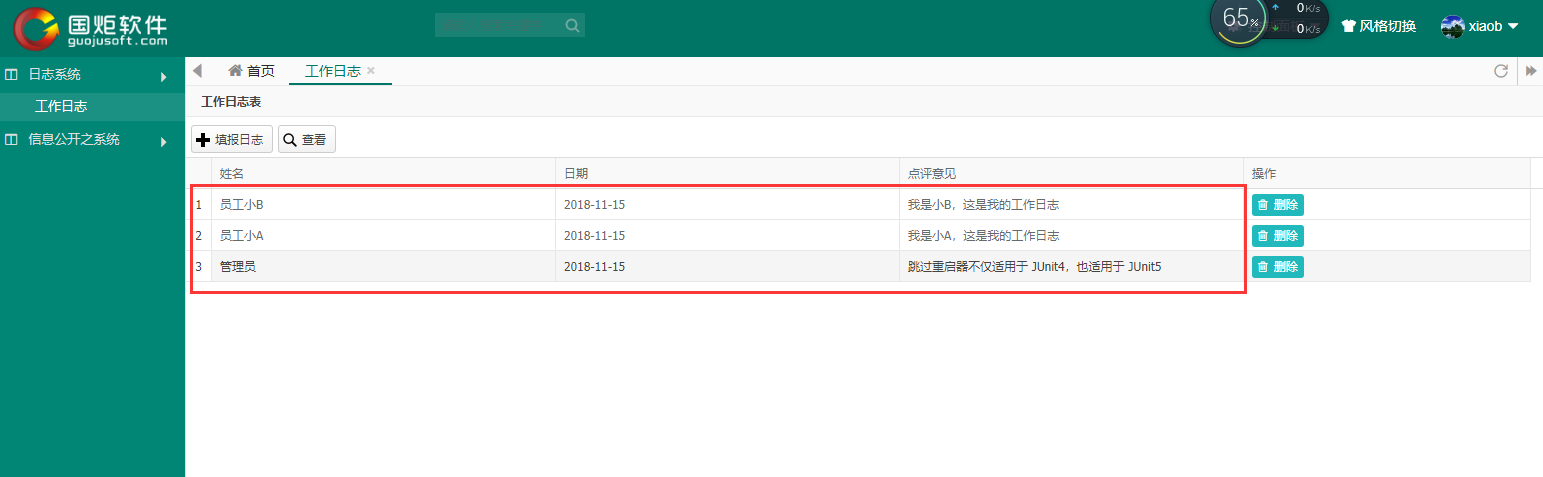 国炬软件
guojusoft.com
65%
0K/s
0K/s
风格切换
xiaob
日志系统
工作日志
信息公开之系统
首页
工作日志
工作日志表
填报日志
查看
姓名 日期 点评意见 操作
1 员工小B 2018-11-15 我是小B，这是我的工作日志 删除
2 员工小A 2018-11-15 我是小A，这是我的工作日志 删除
3 管理员 2018-11-15 跳过重启器不仅适用于 JUnit4，也适用于 JUnit5 删除